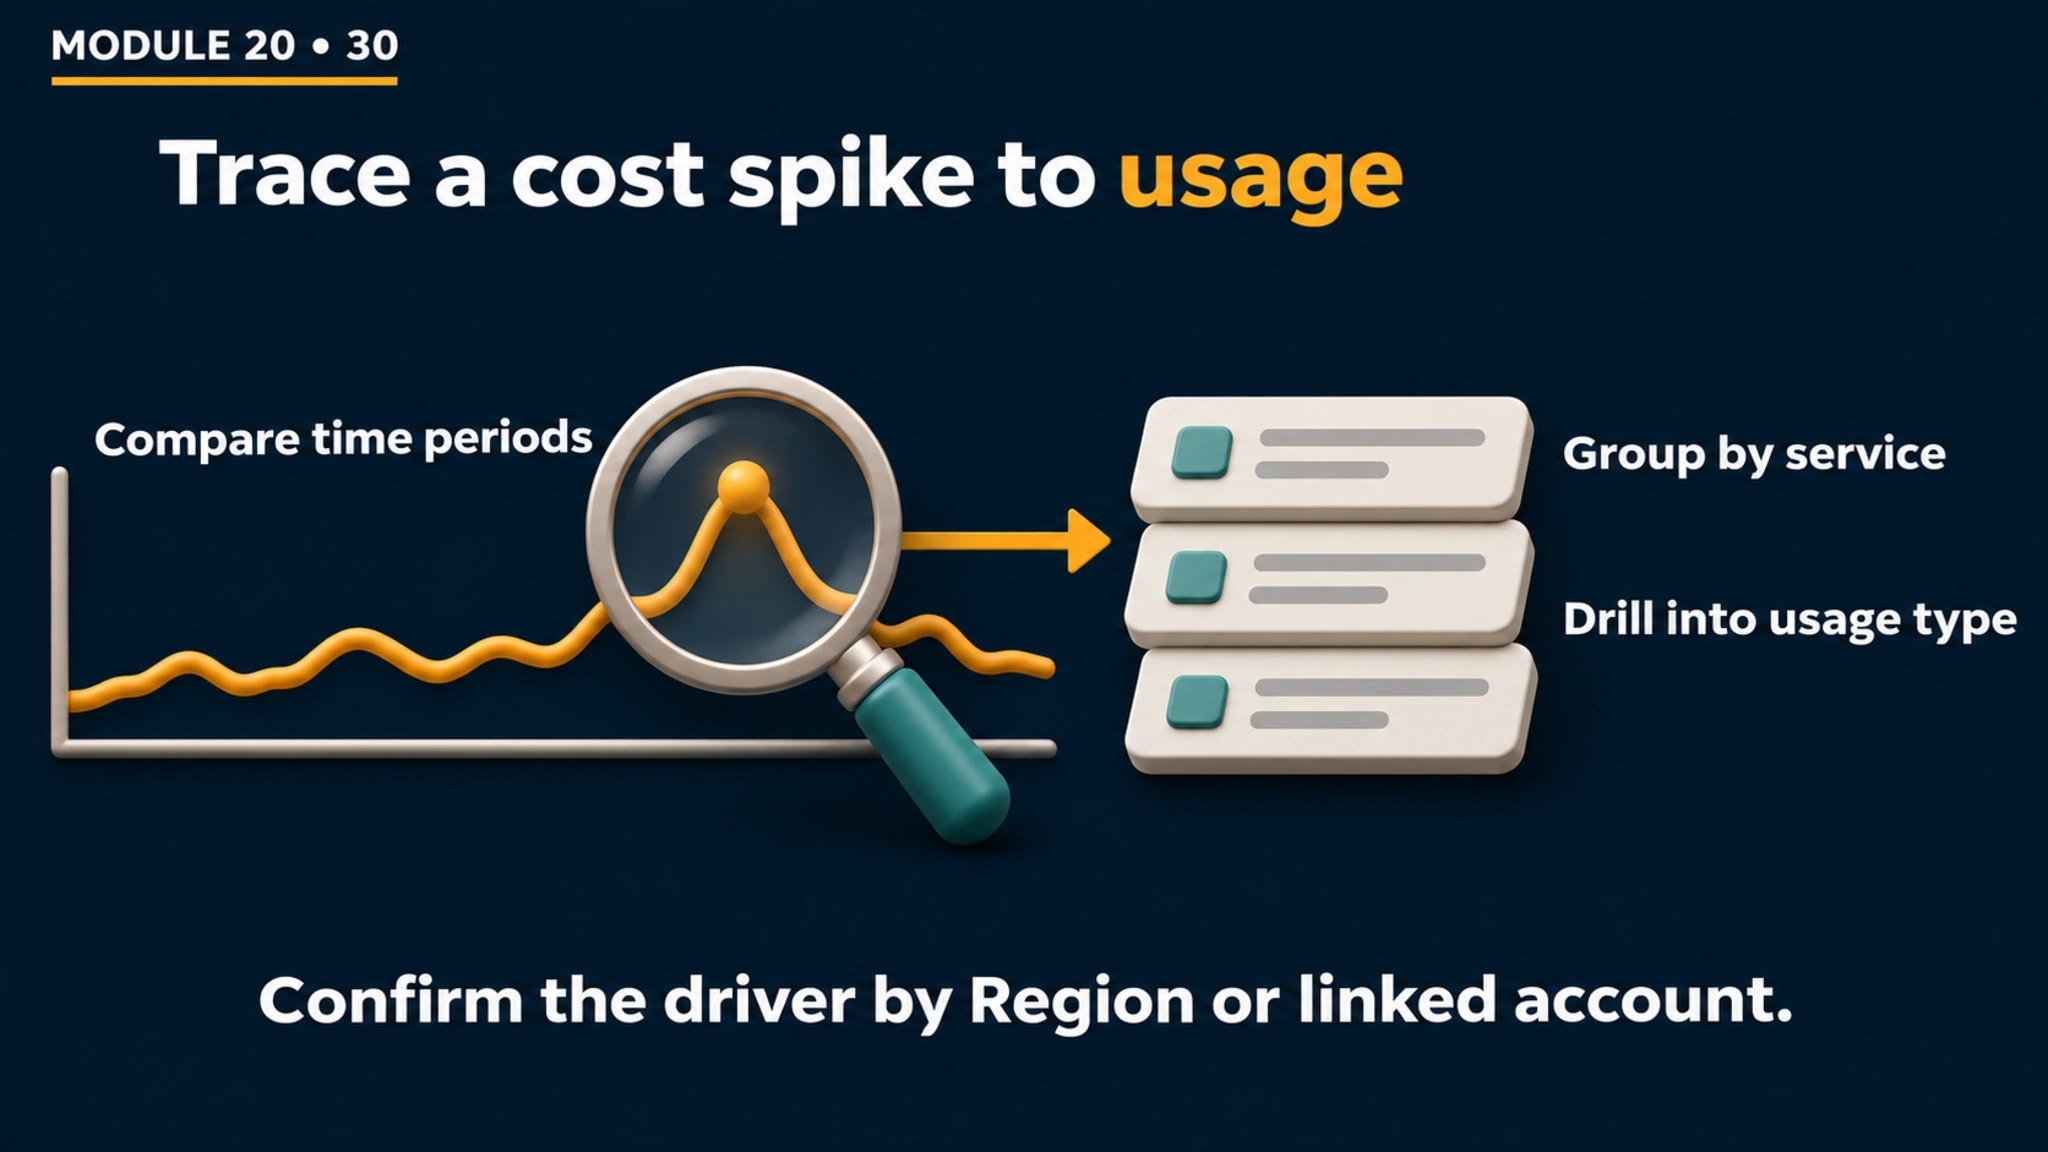 MODULE 20 • 30
Trace a cost spike to usage
Compare time periods
Group by service
Drill into usage type
Confirm the driver by Region or linked account.